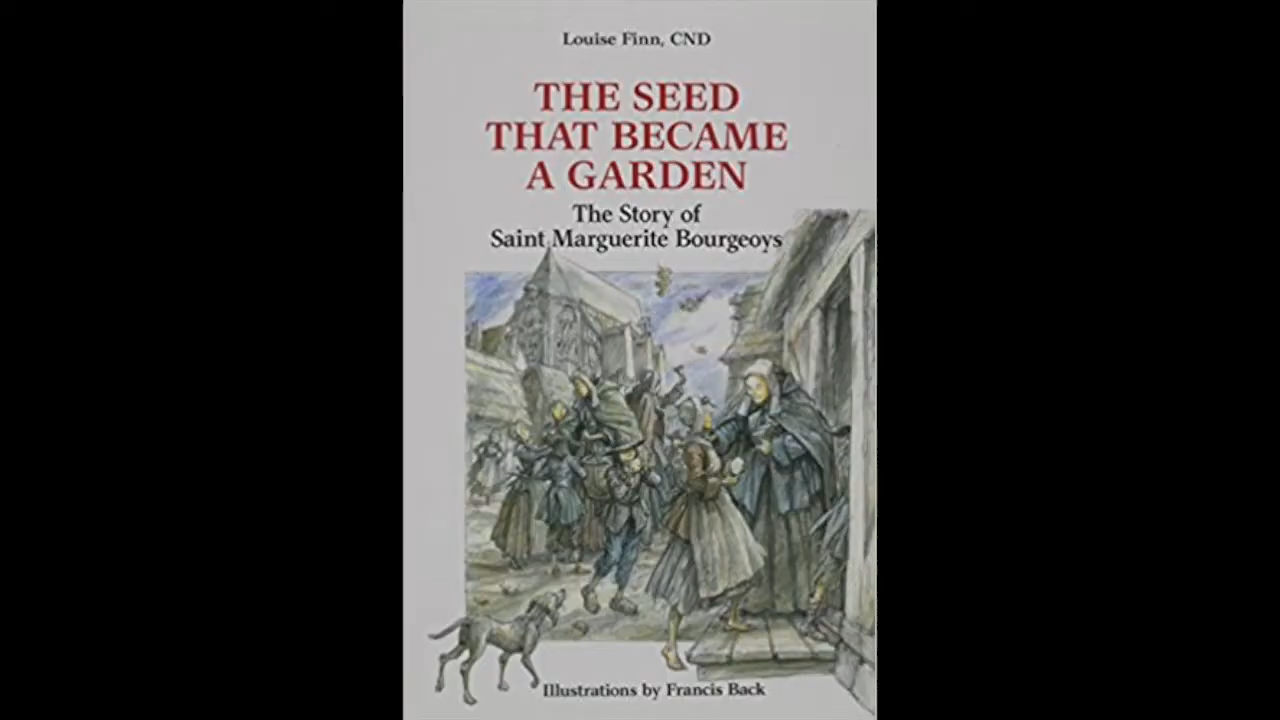 Louise Finn, CND
THE SEED
THAT BECAME
A GARDEN
The Story of
Saint Marguerite Bourgeoys
Illustrations by Francis Back